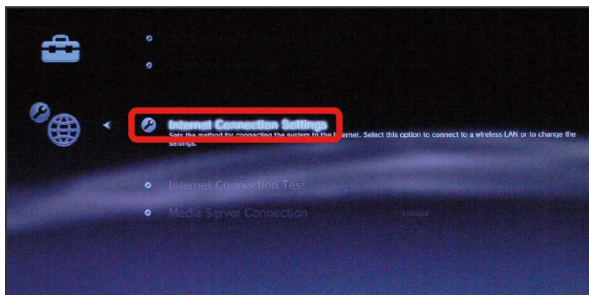 Internet Connection Settings
Sets the method for connecting the system to the Internet. Select this option to connect to a wireless LAN or to change the
settings.
Internet Connection Test
Media Server Connection